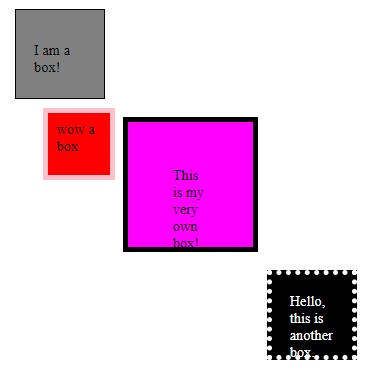 I am a
box!
wow a
box
This
is my
very
own
box!
Hello,
this is
another
box.